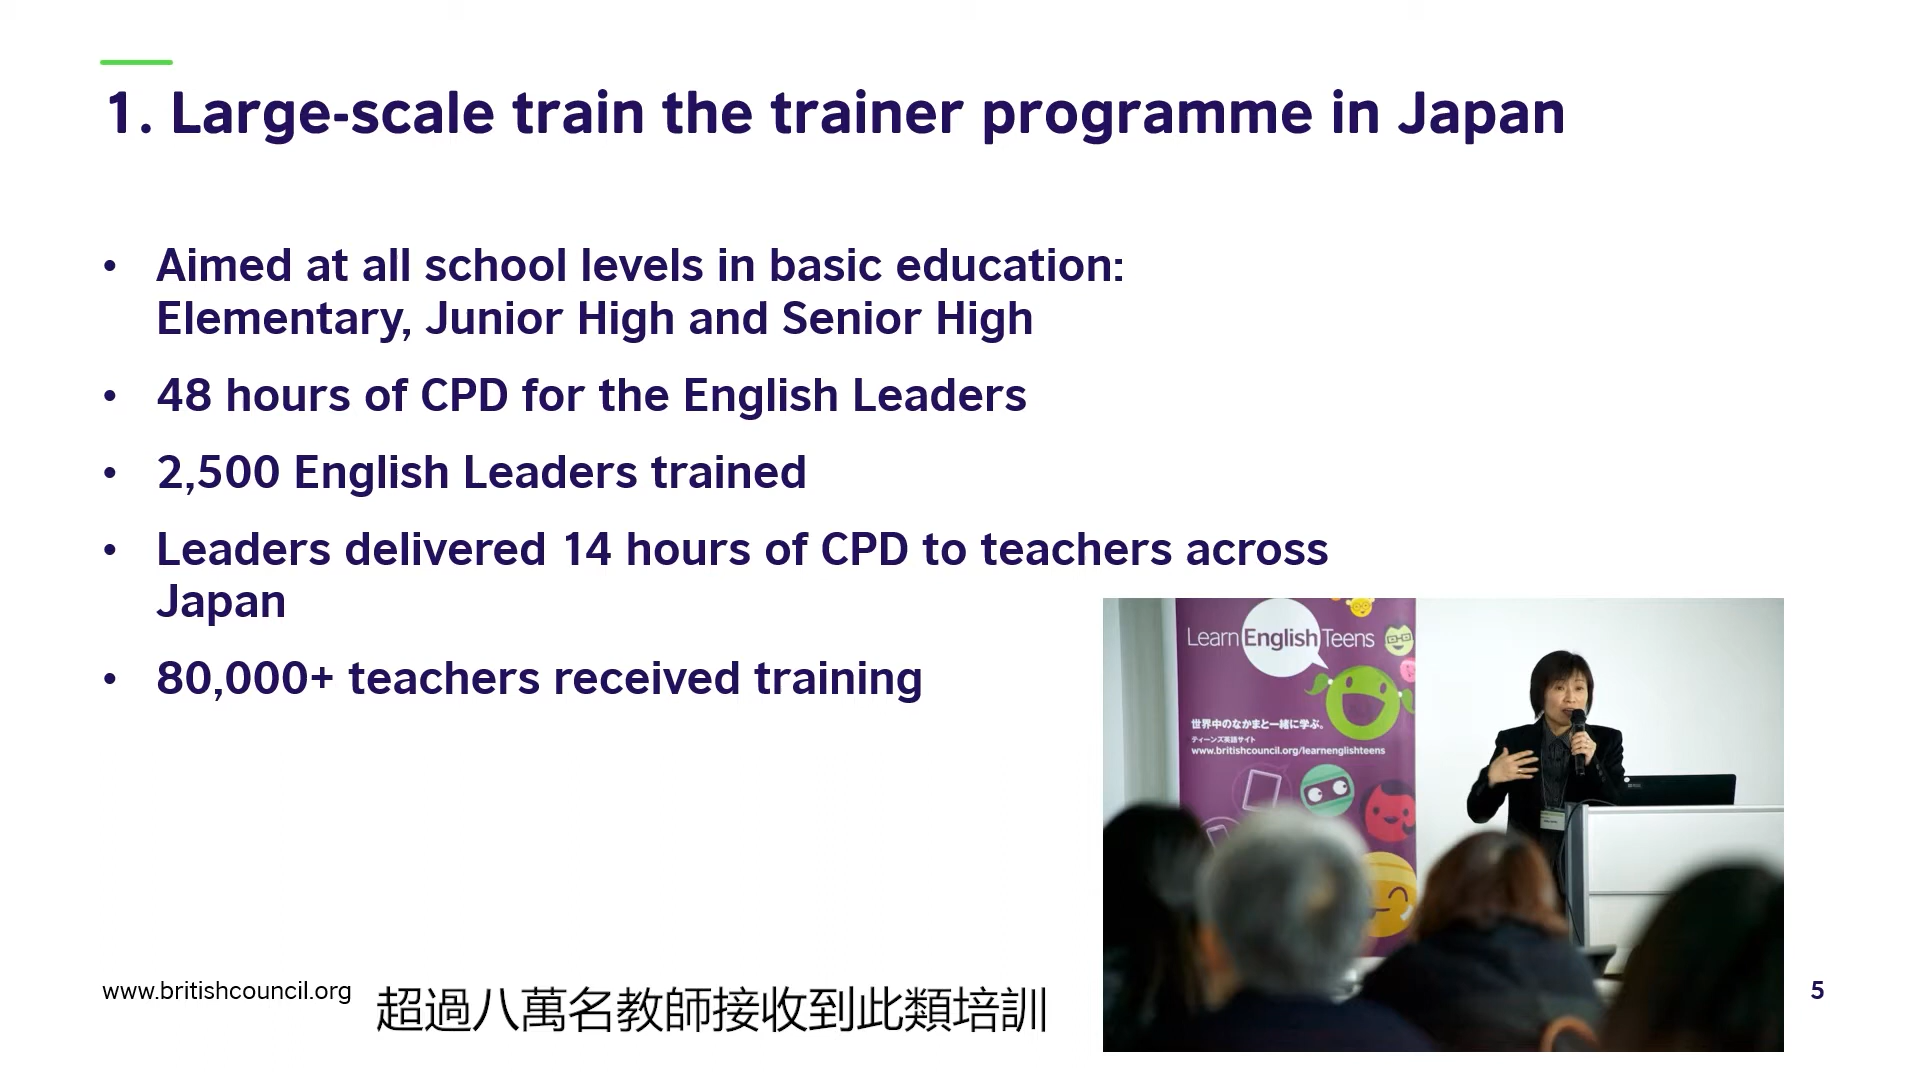 1. Large-scale train the trainer programme in Japan
• Aimed at all school levels in basic education:
Elementary, Junior High and Senior High
• 48 hours of CPD for the English Leaders
• 2,500 English Leaders trained
• Leaders delivered 14 hours of CPD to teachers across
Japan
• 80,000+ teachers received training
LearnEnglish Teens
世界中のなかまと一緒に学ぶ。
ティーンズ英語サイト
www.britishcouncil.org/learnenglishteens
www.britishcouncil.org
超過八萬名教師接收到此類培訓
5